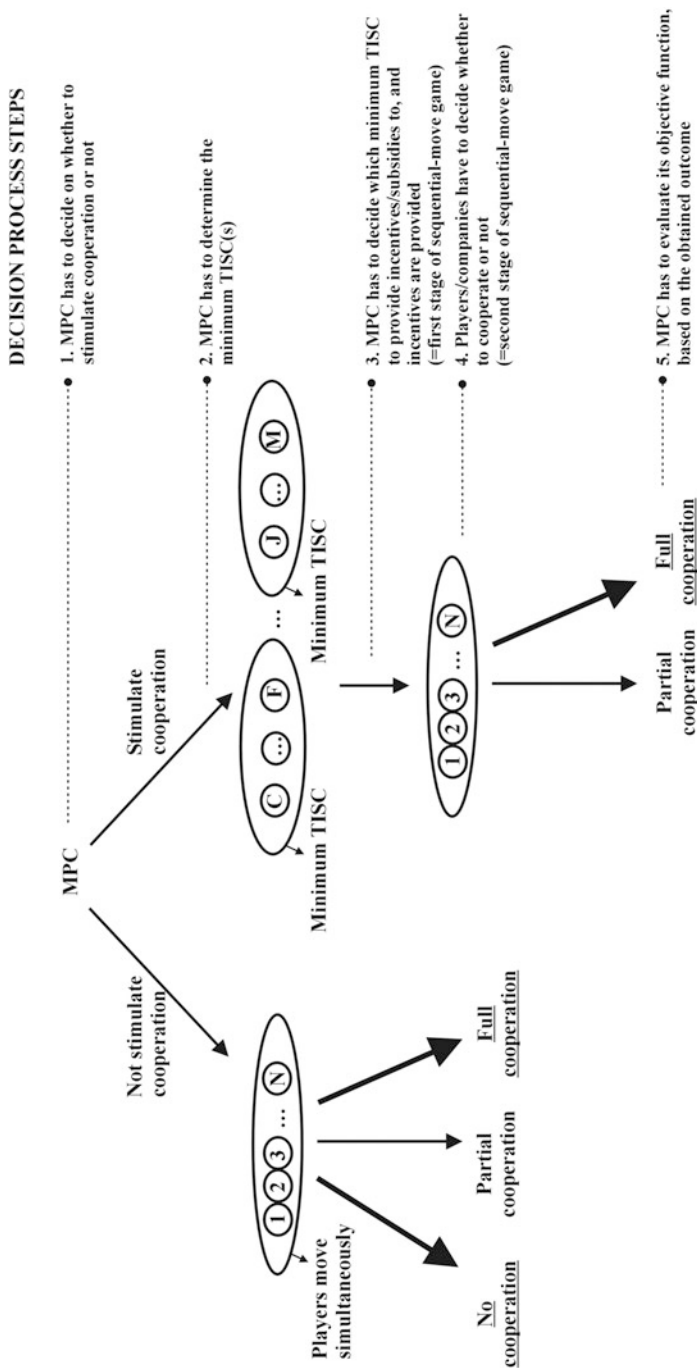 DECISION PROCESS STEPS
MPC
1. MPC has to decide on whether to
stimulate cooperation or not
Not stimulate
cooperation
Stimulate
cooperation
2. MPC has to determine the
minimum TISC(s)
1 2 3 ... N
Players move
simultaneously
C ... F
Minimum TISC
...
J ... M
Minimum TISC
3. MPC has to decide which minimum TISC
to provide incentives/subsidies to, and
incentives are provided
(=first stage of sequential-move game)
1 2 3 ... N
4. Players/companies have to decide whether
to cooperate or not
(=second stage of sequential-move game)
No
cooperation
Partial
cooperation
Full
cooperation
Partial
cooperation
Full
cooperation
5. MPC has to evaluate its objective function,
based on the obtained outcome